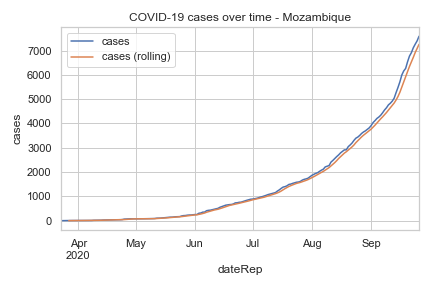 COVID-19 cases over time - Mozambique
cases
cases (rolling)
7000
6000
5000
4000
3000
2000
1000
0
cases
Apr
2020
May
Jun
Jul
Aug
Sep
dateRep